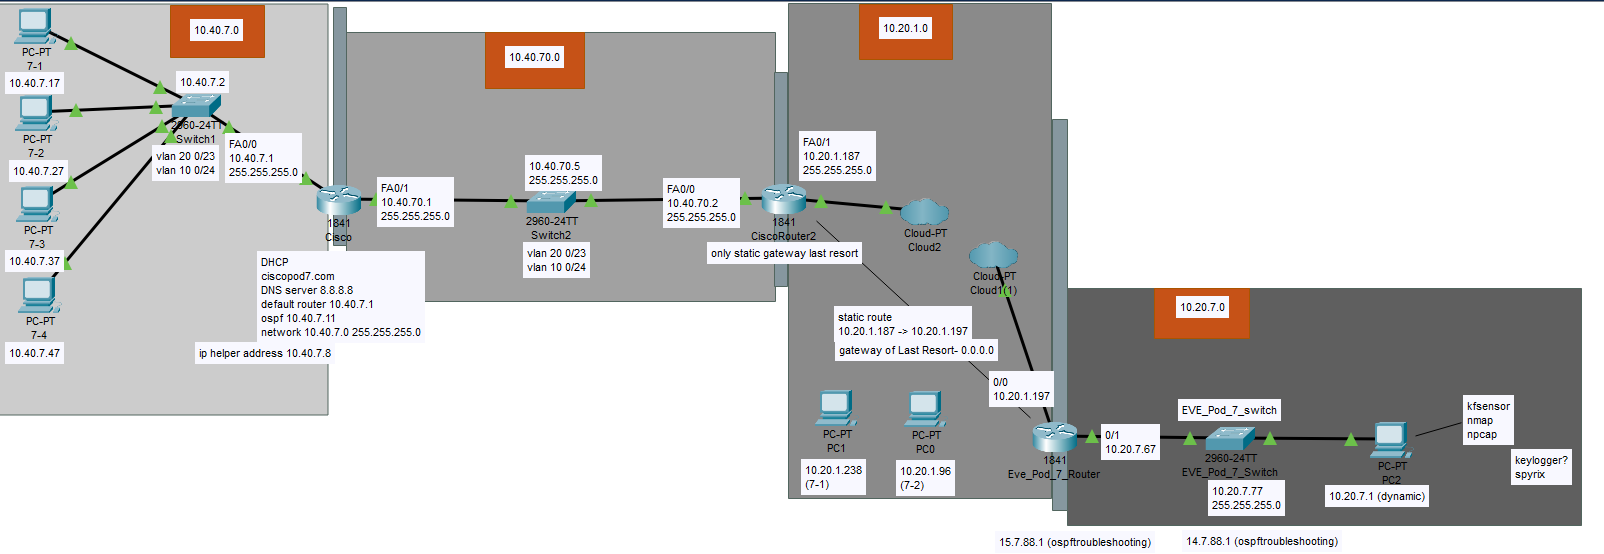 10.40.7.0
PC-PT
7-1
10.40.7.17
PC-PT
7-2
10.40.7.27
PC-PT
7-3
10.40.7.37
PC-PT
7-4
10.40.7.47
10.40.7.2
2960-24TT
Switch1
vlan 20 0/23
vlan 10 0/24
FA0/0
10.40.7.1
255.255.255.0
1841
Cisco
DHCP
ciscopod7.com
DNS server 8.8.8.8
default router 10.40.7.1
ospf 10.40.7.11
network 10.40.7.0 255.255.255.0
ip helper address 10.40.7.8
10.40.70.0
FA0/1
10.40.70.1
255.255.255.0
10.40.70.5
255.255.255.0
2960-24TT
Switch2
vlan 20 0/23
vlan 10 0/24
FA0/0
10.40.70.2
255.255.255.0
1841
CiscoRouter2
only static gateway last resort
10.20.1.0
FA0/1
10.20.1.187
255.255.255.0
Cloud-PT
Cloud2
Cloud-PT
Cloud1(1)
static route
10.20.1.187 -> 10.20.1.197
gateway of Last Resort- 0.0.0.0
0/0
10.20.1.197
PC-PT
PC1
10.20.1.238
(7-1)
PC-PT
PC0
10.20.1.96
(7-2)
1841
Eve_Pod_7_Router
10.20.7.0
0/1
10.20.7.67
EVE_Pod_7_switch
2960-24TT
EVE_Pod_7_Switch
10.20.7.77
255.255.255.0
PC-PT
PC2
10.20.7.1 (dynamic)
kfsensor
nmap
npcap
keylogger?
spyrix
15.7.88.1 (ospftroubleshooting)
14.7.88.1 (ospftroubleshooting)